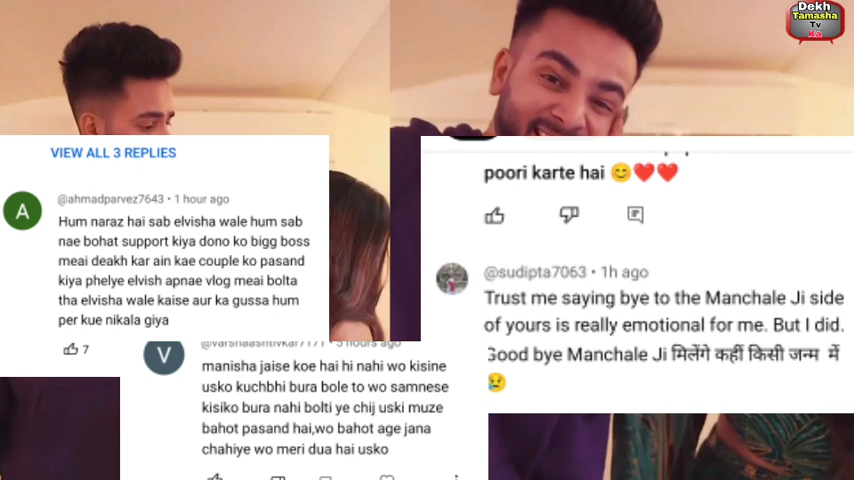 Dekh
Tamasha
Tv
Ka
VIEW ALL 3 REPLIES
A
@ahmadparvez7643 • 1 hour ago
Hum naraz hai sab elvisha wale hum sab
nae bohat support kiya dono ko bigg boss
meai deakh kar ain kae couple ko pasand
kiya phelye elvish apnae vlog meai bolta
tha elvisha wale kaise aur ka gussa hum
per kue nikala giya
7
V
manisha jaise koe hai hi nahi wo kisine
usko kuchbhi bura bole to wo samnese
kisiko bura nahi bolti ye chij uski muze
bahot pasand hai,wo bahot age jana
chahiye wo meri dua hai usko
poori karte hai 😊❤️❤️
@sudipta7063 • 1h ago
Trust me saying bye to the Manchale Ji side
of yours is really emotional for me. But I did.
Good bye Manchale Ji मिलेंगे कहीं किसी जन्म में
😢